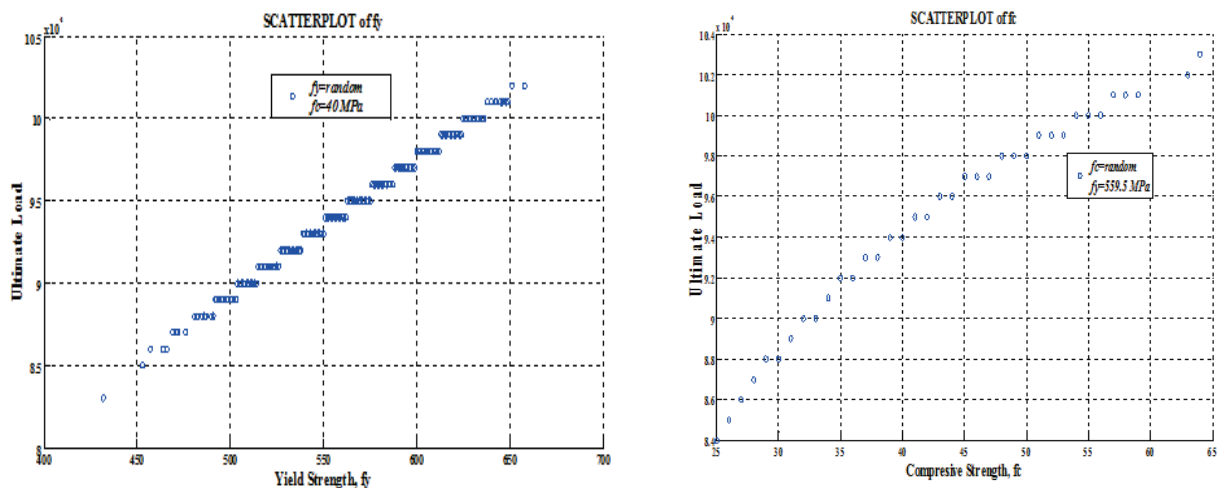 SCATTERPLOT of fy
x10⁴
10.5
10
9.5
9
8.5
8
Ultimate Load
fy=random
fc=40 MPa
400 450 500 550 600 650 700
Yield Strength, fy
SCATTERPLOT of fc
x10⁴
10.4
10.2
10
9.8
9.6
9.4
9.2
9
8.8
8.6
8.4
Ultimate Load
fc=random
fy=559.5 MPa
25 30 35 40 45 50 55 60 65
Compresive Strength, fc